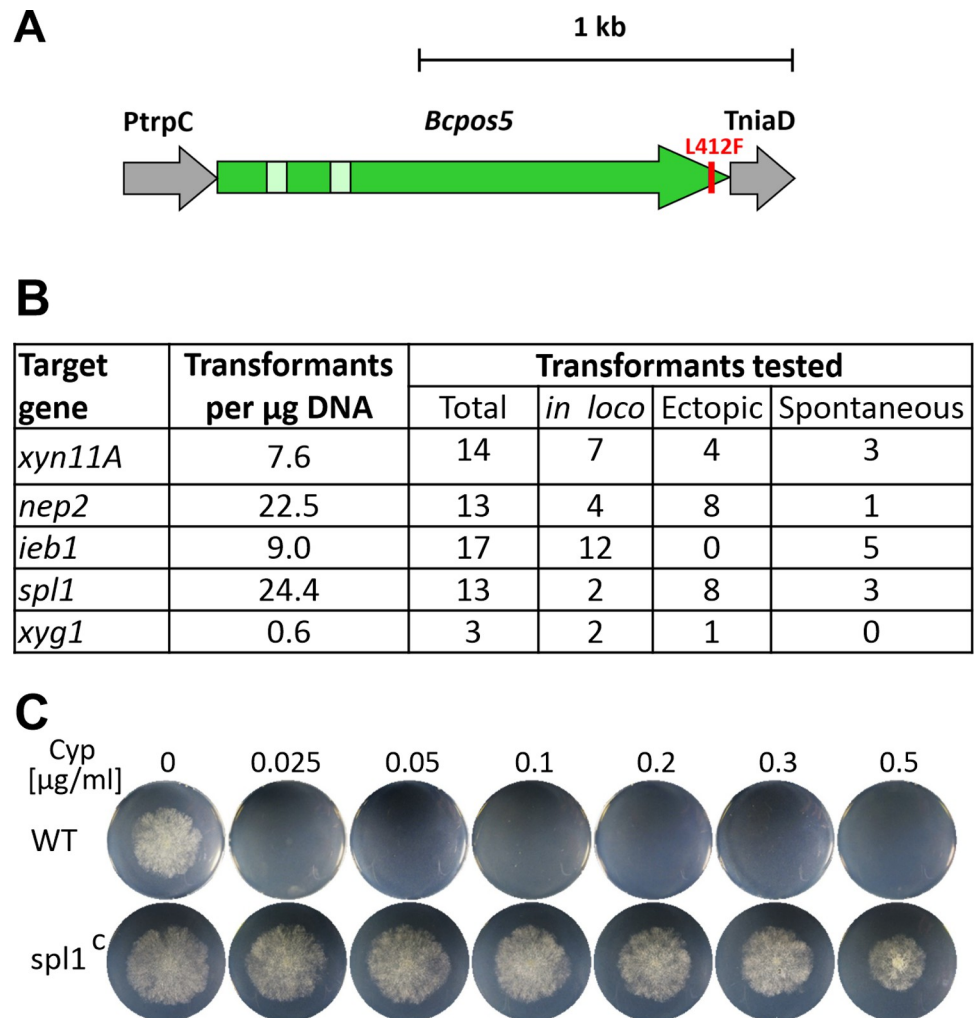 A
1 kb
PtrpC Bcpos5 TniaD
L412F
B
Target gene Transformants per µg DNA Transformants tested
Total in loco Ectopic Spontaneous
xyn11A 7.6 14 7 4 3
nep2 22.5 13 4 8 1
ieb1 9.0 17 12 0 5
spl1 24.4 13 2 8 3
xyg1 0.6 3 2 1 0
C
Cyp [µg/ml] 0 0.025 0.05 0.1 0.2 0.3 0.5
WT
spl1 c